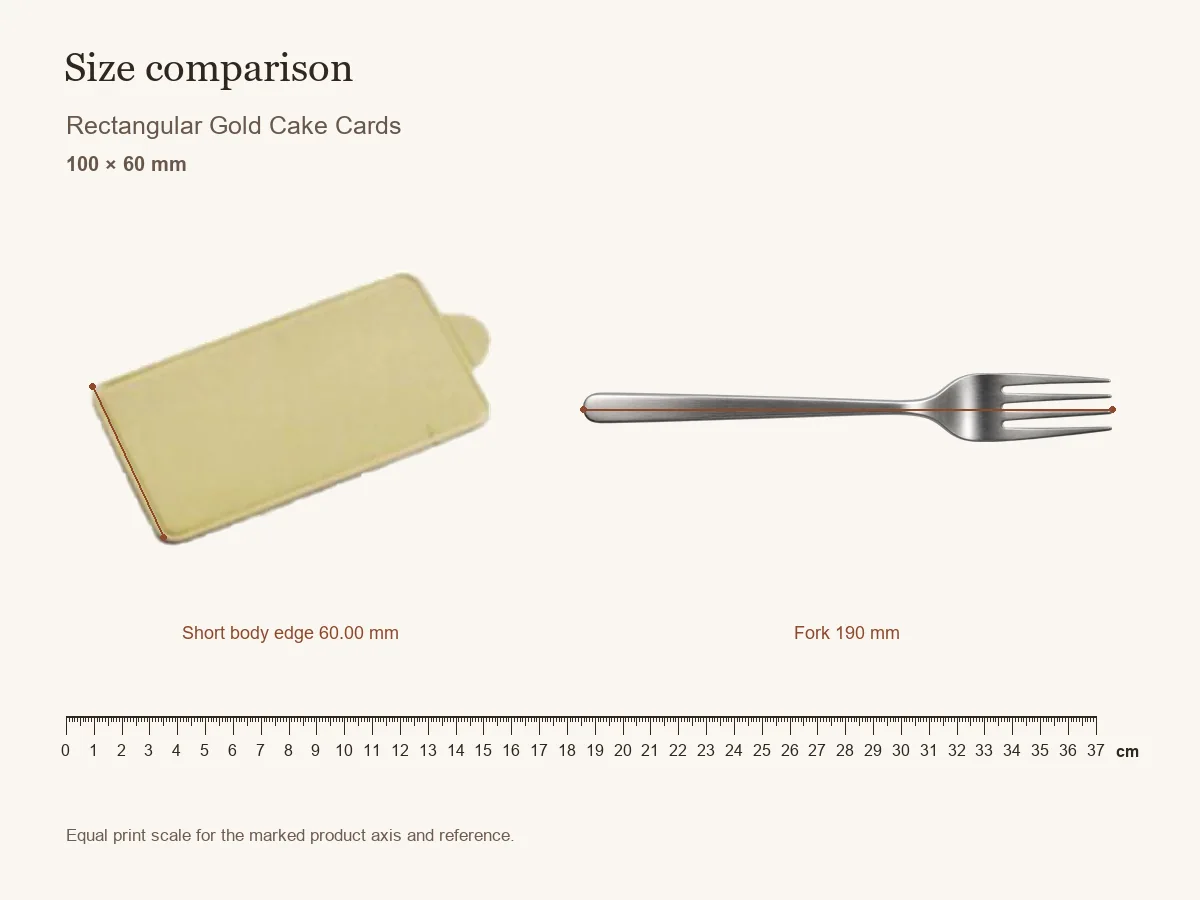 Size comparison
Rectangular Gold Cake Cards
100 × 60 mm
Short body edge 60.00 mm
Fork 190 mm
0 1 2 3 4 5 6 7 8 9 10 11 12 13 14 15 16 17 18 19 20 21 22 23 24 25 26 27 28 29 30 31 32 33 34 35 36 37 cm
Equal print scale for the marked product axis and reference.